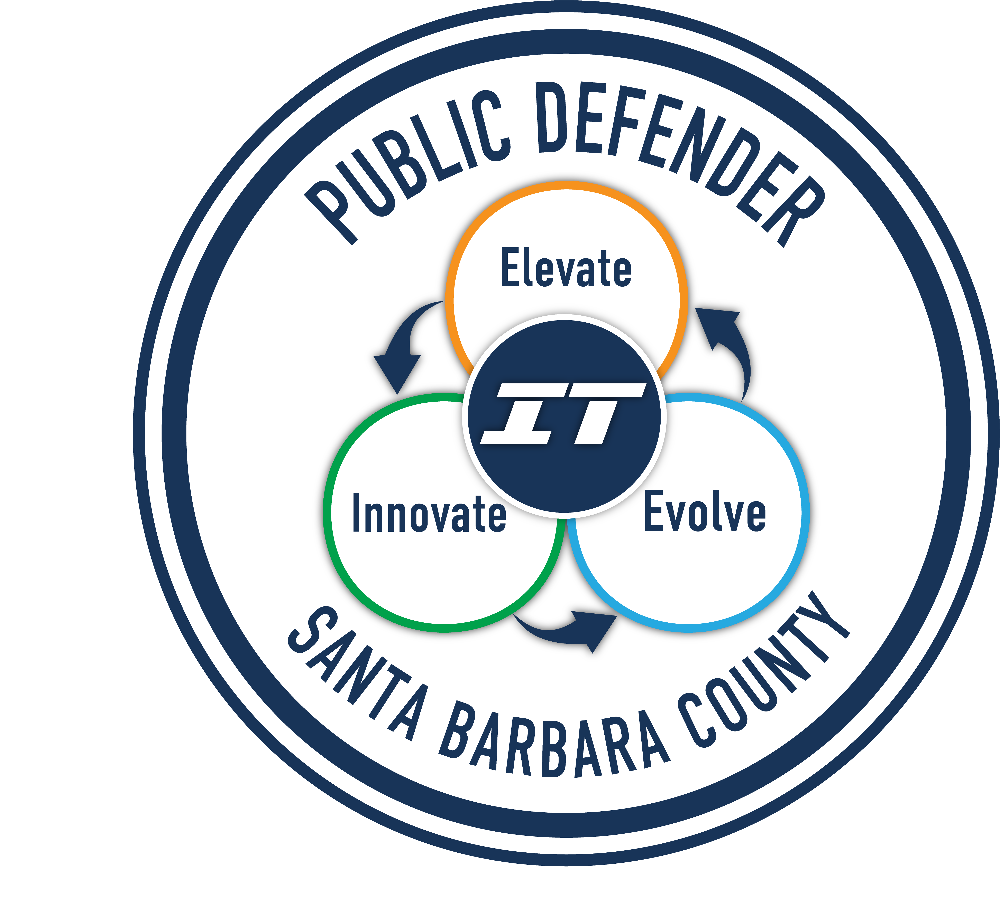 PUBLIC DEFENDER
Elevate
IT
Innovate
Evolve
SANTA BARBARA COUNTY